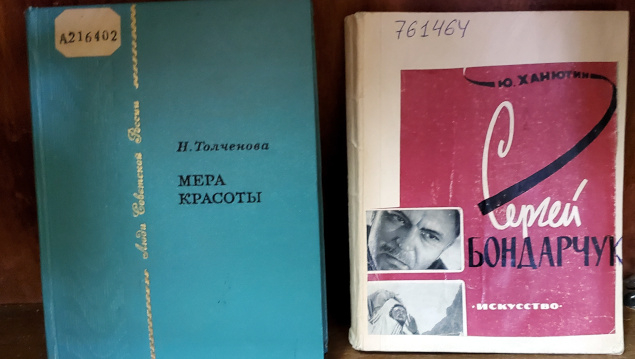 А216402
Люди Советской России
Н. Толченова
МЕРА
КРАСОТЫ
761464
Ю. ХАНЮТИН
Сергей
БОНДАРЧУК
·ИСКУССТВО·